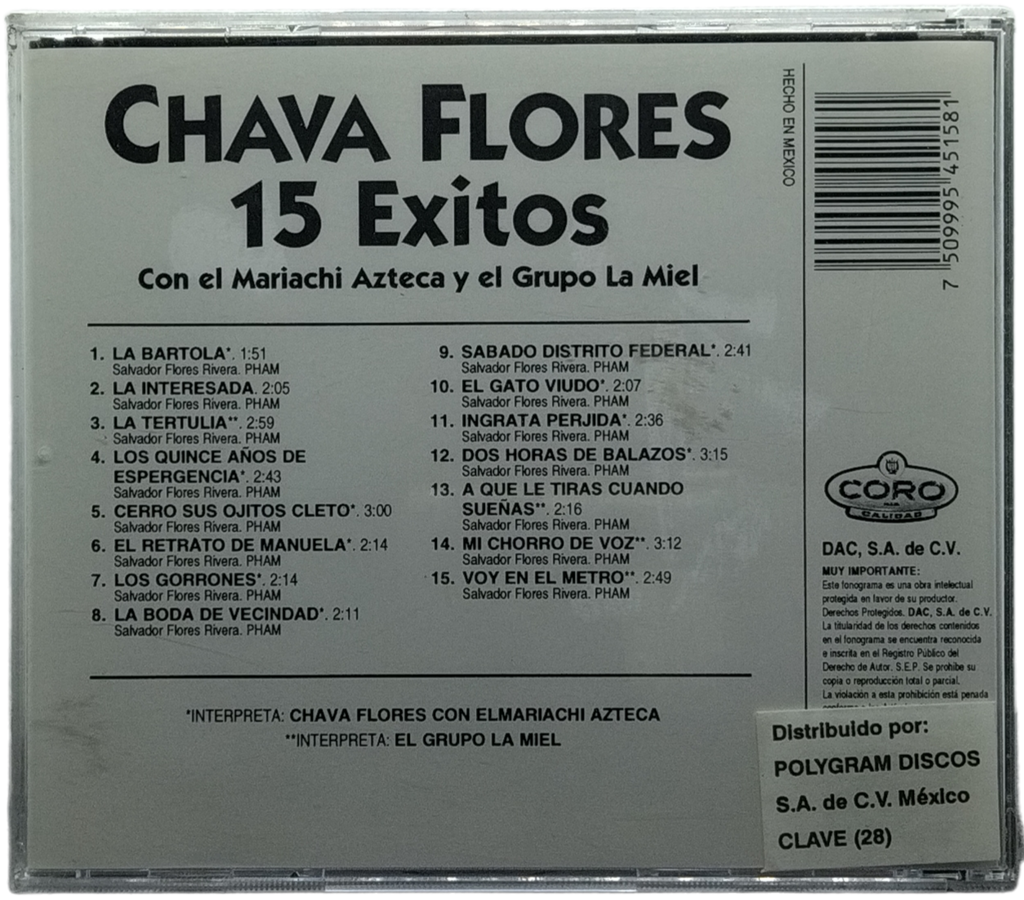 CHAVA FLORES
15 Exitos
Con el Mariachi Azteca y el Grupo La Miel
1. LA BARTOLA*. 1:51
Salvador Flores Rivera. PHAM
2. LA INTERESADA. 2:05
Salvador Flores Rivera. PHAM
3. LA TERTULIA**. 2:59
Salvador Flores Rivera. PHAM
4. LOS QUINCE AÑOS DE
ESPERGENCIA*. 2:43
Salvador Flores Rivera. PHAM
5. CERRO SUS OJITOS CLETO*. 3:00
Salvador Flores Rivera. PHAM
6. EL RETRATO DE MANUELA*. 2:14
Salvador Flores Rivera. PHAM
7. LOS GORRONES*. 2:14
Salvador Flores Rivera. PHAM
8. LA BODA DE VECINDAD*. 2:11
Salvador Flores Rivera. PHAM
9. SABADO DISTRITO FEDERAL*. 2:41
Salvador Flores Rivera. PHAM
10. EL GATO VIUDO*. 2:07
Salvador Flores Rivera. PHAM
11. INGRATA PERJIDA*. 2:36
Salvador Flores Rivera. PHAM
12. DOS HORAS DE BALAZOS*. 3:15
Salvador Flores Rivera. PHAM
13. A QUE LE TIRAS CUANDO
SUEÑAS**. 2:16
Salvador Flores Rivera. PHAM
14. MI CHORRO DE VOZ**. 3:12
Salvador Flores Rivera. PHAM
15. VOY EN EL METRO**. 2:49
Salvador Flores Rivera. PHAM
*INTERPRETA: CHAVA FLORES CON ELMARIACHI AZTECA
**INTERPRETA: EL GRUPO LA MIEL
HECHO EN MEXICO
7 509995 451581
CORO
CALIDAD
DAC, S.A. de C.V.
MUY IMPORTANTE:
Este fonograma es una obra intelectual
protegida en favor de su productor.
Derechos Protegidos. DAC, S.A. de C.V.
La titularidad de los derechos contenidos
en el fonograma se encuentra reconocida
e inscrita en el Registro Público del
Derecho de Autor. S.E.P. Se prohibe su
copia o reproducción total o parcial.
La violación a esta prohibición está penada
Distribuido por:
POLYGRAM DISCOS
S.A. de C.V. México
CLAVE (28)